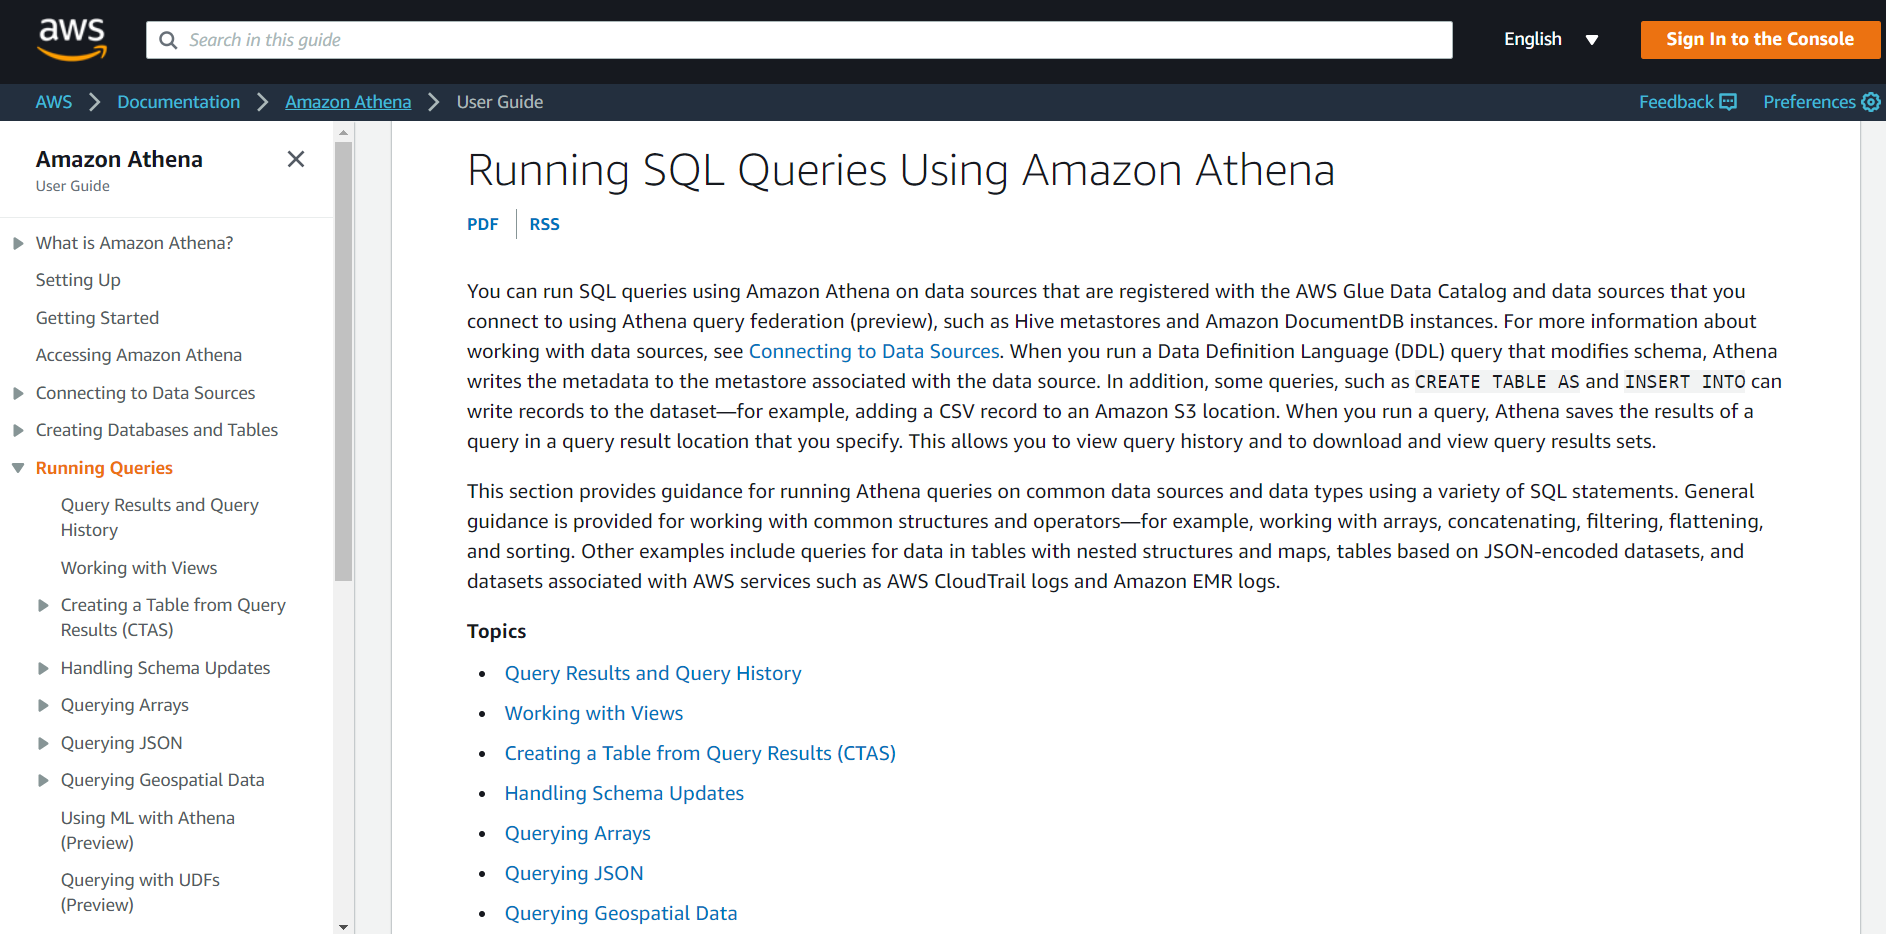 aws
Search in this guide
English
Sign In to the Console
AWS
Documentation
Amazon Athena
User Guide
Feedback
Preferences
Amazon Athena
User Guide
What is Amazon Athena?
Setting Up
Getting Started
Accessing Amazon Athena
Connecting to Data Sources
Creating Databases and Tables
Running Queries
Query Results and Query
History
Working with Views
Creating a Table from Query
Results (CTAS)
Handling Schema Updates
Querying Arrays
Querying JSON
Querying Geospatial Data
Using ML with Athena
(Preview)
Querying with UDFs
(Preview)
Running SQL Queries Using Amazon Athena
PDF
RSS
You can run SQL queries using Amazon Athena on data sources that are registered with the AWS Glue Data Catalog and data sources that you
connect to using Athena query federation (preview), such as Hive metastores and Amazon DocumentDB instances. For more information about
working with data sources, see Connecting to Data Sources. When you run a Data Definition Language (DDL) query that modifies schema, Athena
writes the metadata to the metastore associated with the data source. In addition, some queries, such as CREATE TABLE AS and INSERT INTO can
write records to the dataset—for example, adding a CSV record to an Amazon S3 location. When you run a query, Athena saves the results of a
query in a query result location that you specify. This allows you to view query history and to download and view query results sets.
This section provides guidance for running Athena queries on common data sources and data types using a variety of SQL statements. General
guidance is provided for working with common structures and operators—for example, working with arrays, concatenating, filtering, flattening,
and sorting. Other examples include queries for data in tables with nested structures and maps, tables based on JSON-encoded datasets, and
datasets associated with AWS services such as AWS CloudTrail logs and Amazon EMR logs.
Topics
• Query Results and Query History
• Working with Views
• Creating a Table from Query Results (CTAS)
• Handling Schema Updates
• Querying Arrays
• Querying JSON
• Querying Geospatial Data